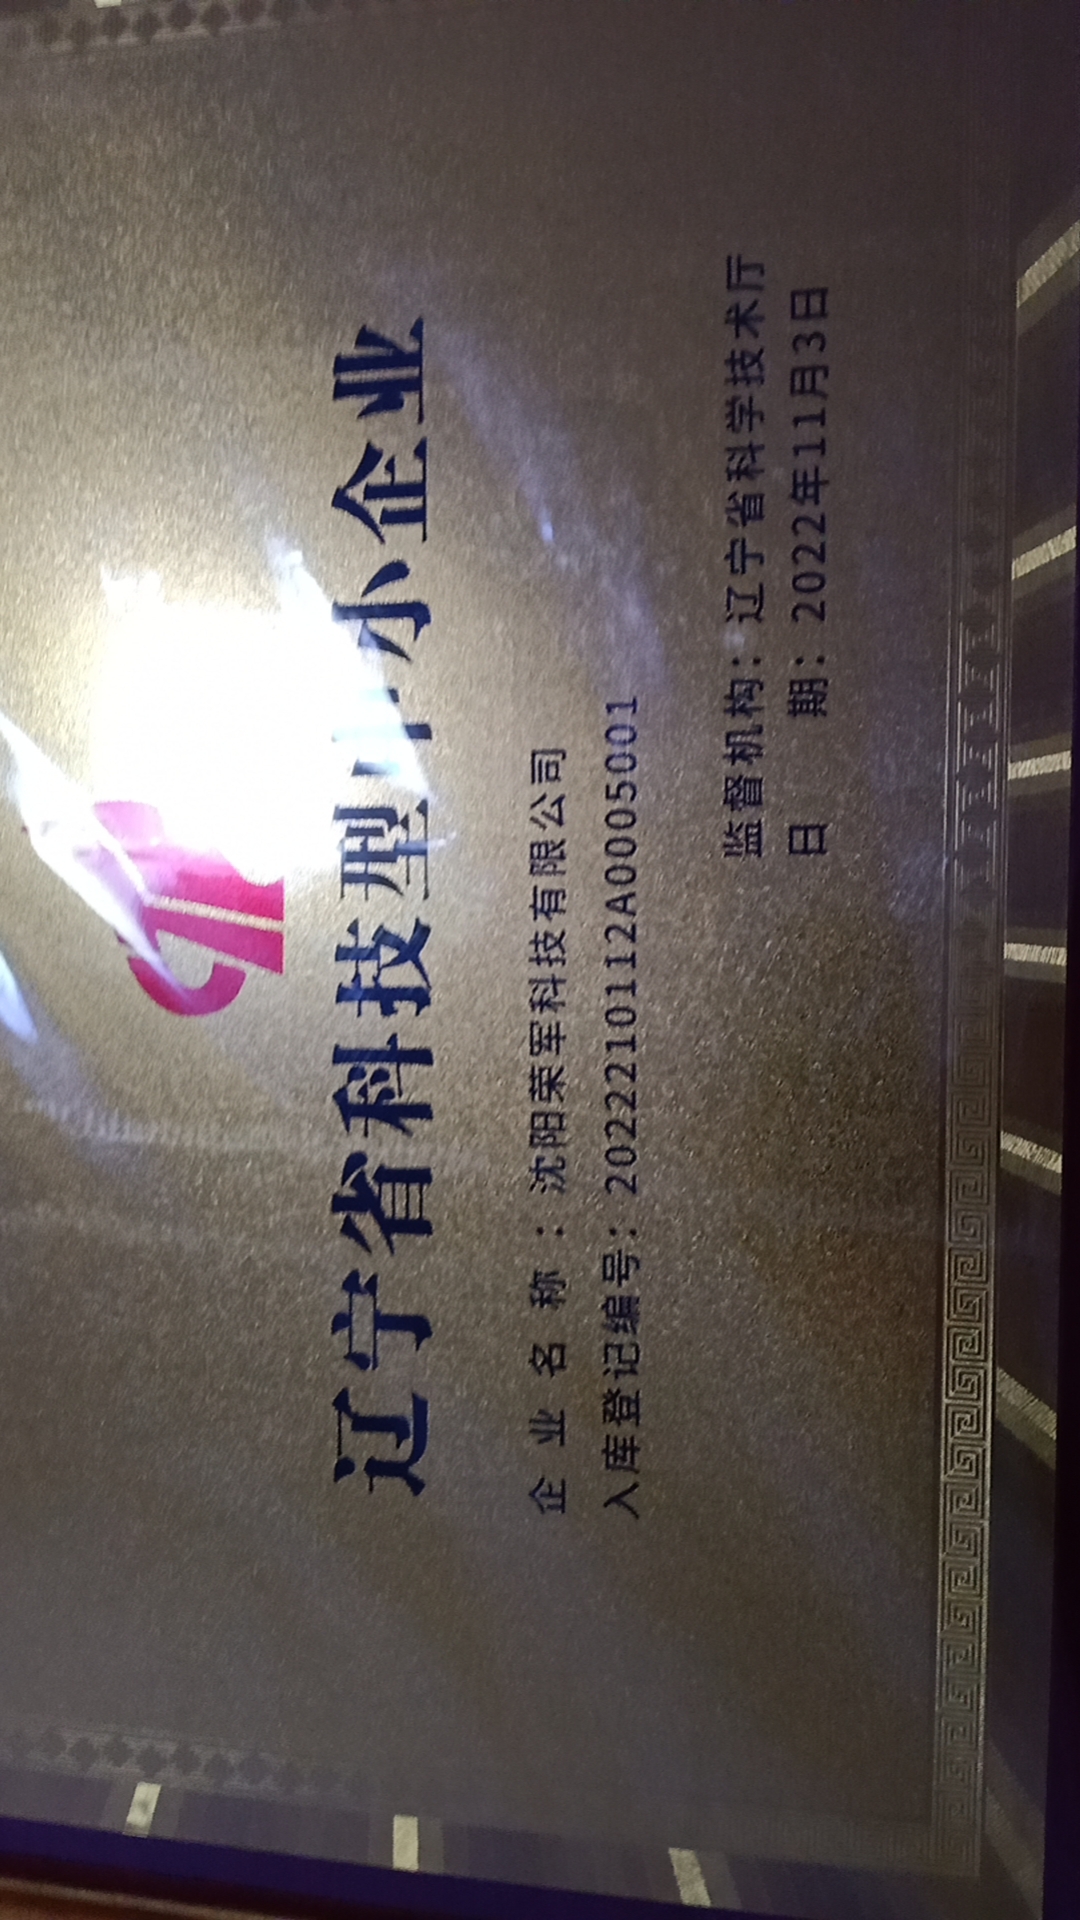 辽宁省科技型中小企业
企业名称：沈阳荣军科技有限公司
入库登记编号：2022210112A0005001
监督机构：辽宁省科学技术厅
日期：2022年11月3日